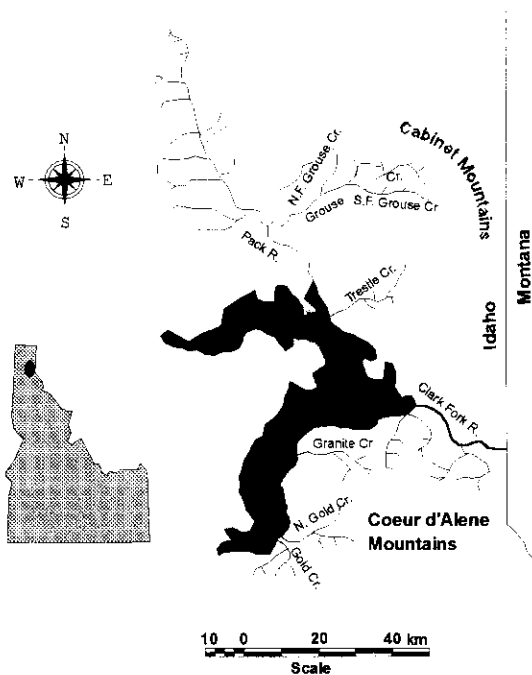 N
W E
S
Cabinet Mountains
N.F. Grouse Cr.
Cr.
Grouse
S.F. Grouse Cr
Pack R.
Trestle Cr.
Idaho
Montana
Clark Fork R.
Granite Cr
N. Gold Cr.
Gold Cr.
Coeur d'Alene
Mountains
10 0 20 40 km
Scale